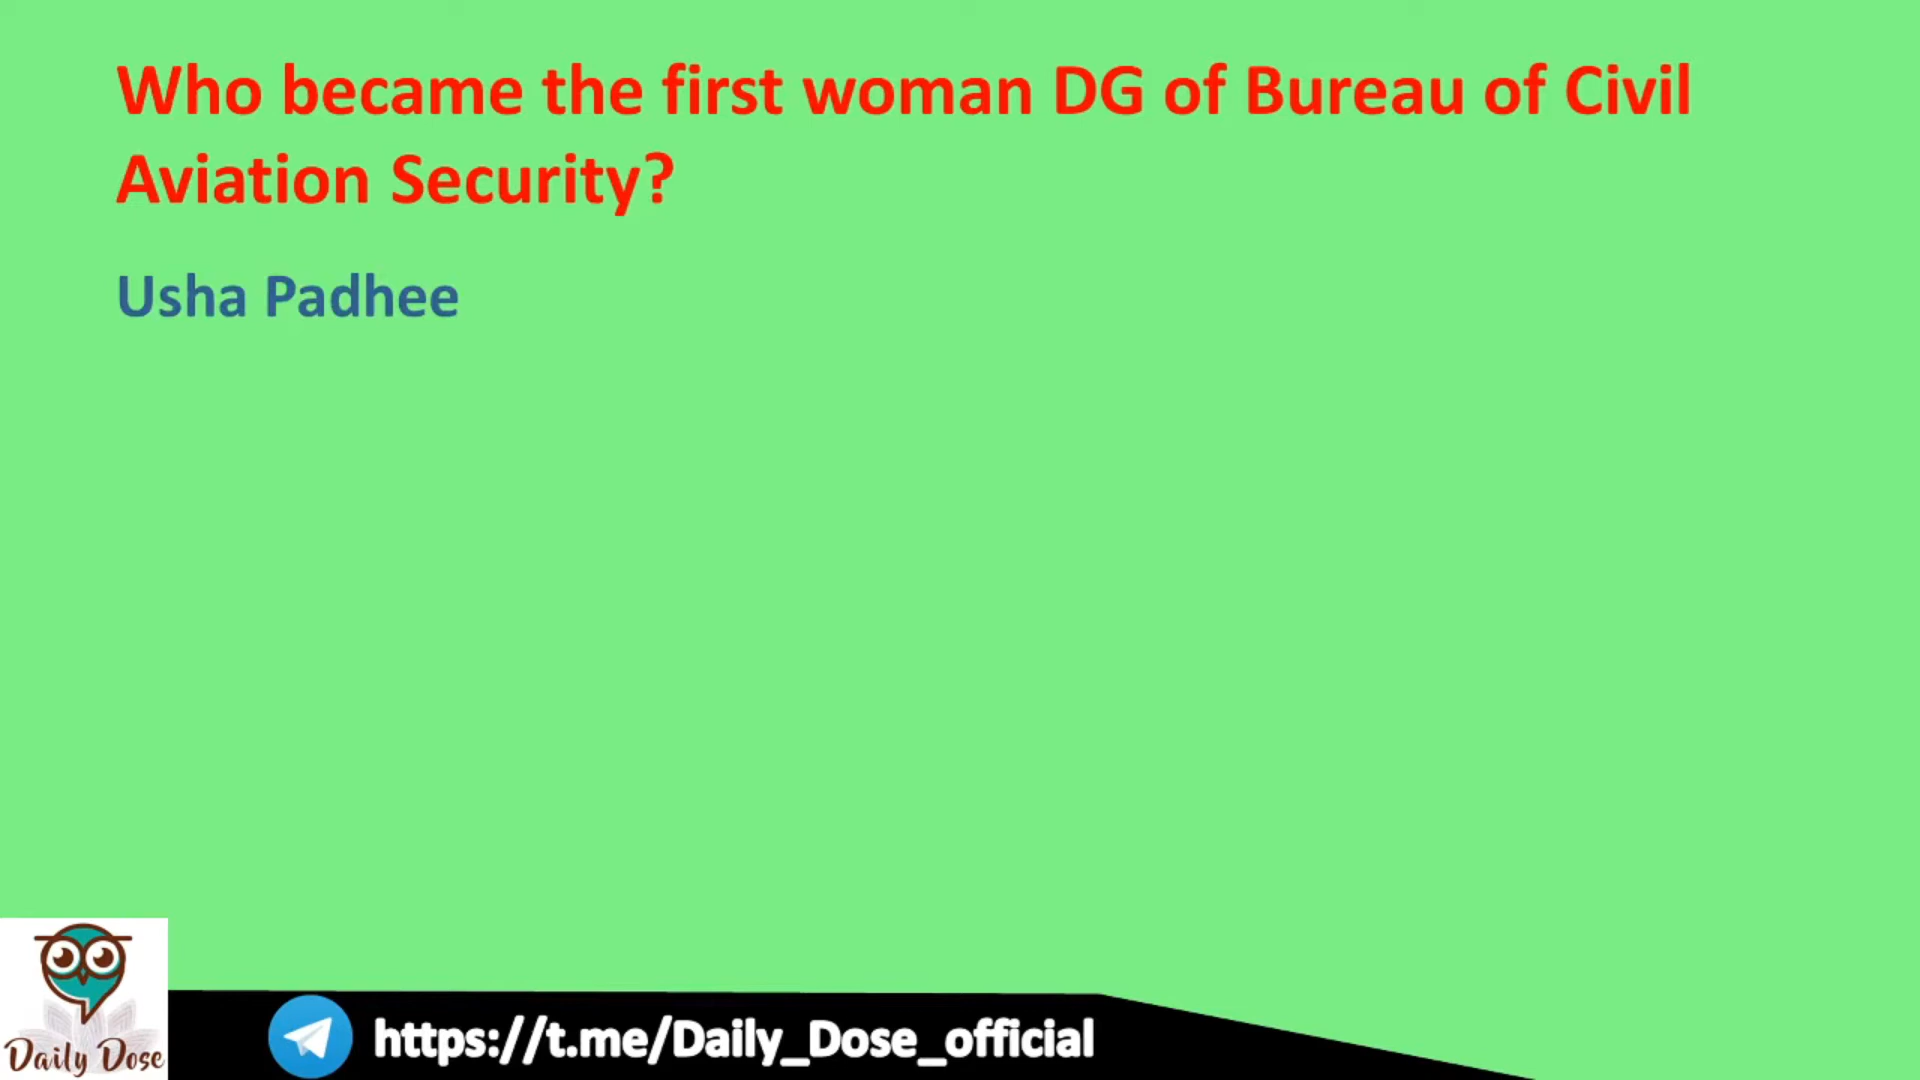 Who became the first woman DG of Bureau of Civil
Aviation Security?
Usha Padhee
Daily Dose
https://t.me/Daily_Dose_official